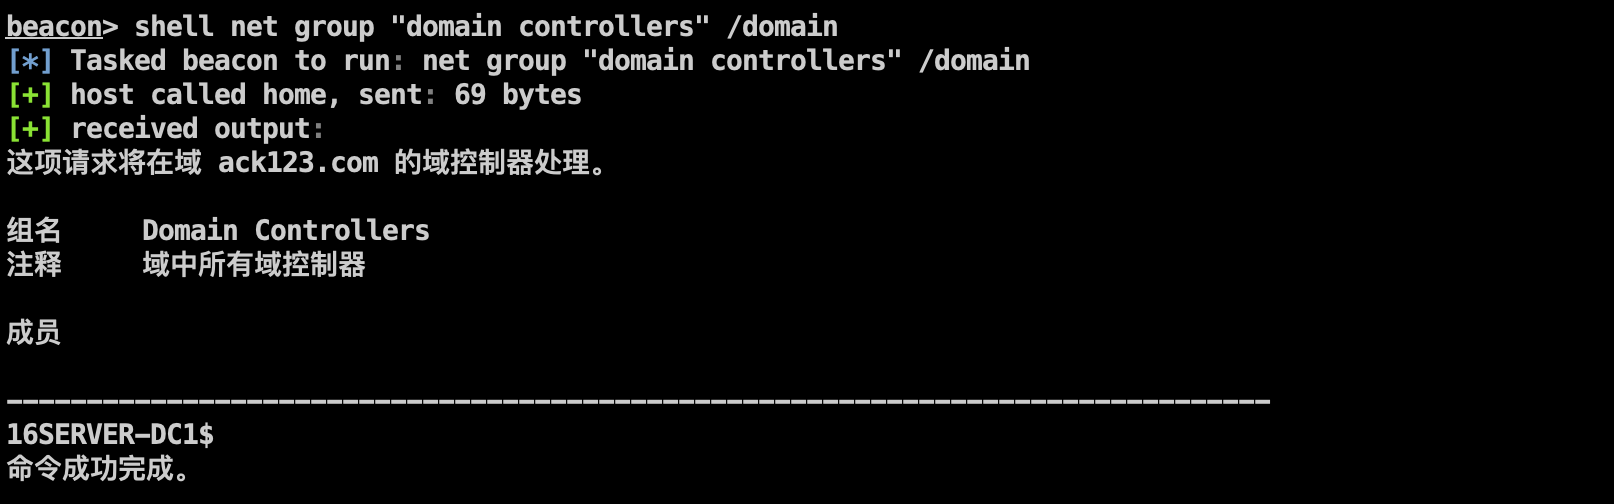 beacon> shell net group "domain controllers" /domain
[*] Tasked beacon to run: net group "domain controllers" /domain
[+] host called home, sent: 69 bytes
[+] received output:
这项请求将在域 ack123.com 的域控制器处理。
组名     Domain Controllers
注释     域中所有域控制器
成员
-------------------------------------------------------------------------------
16SERVER-DC1$
命令成功完成。